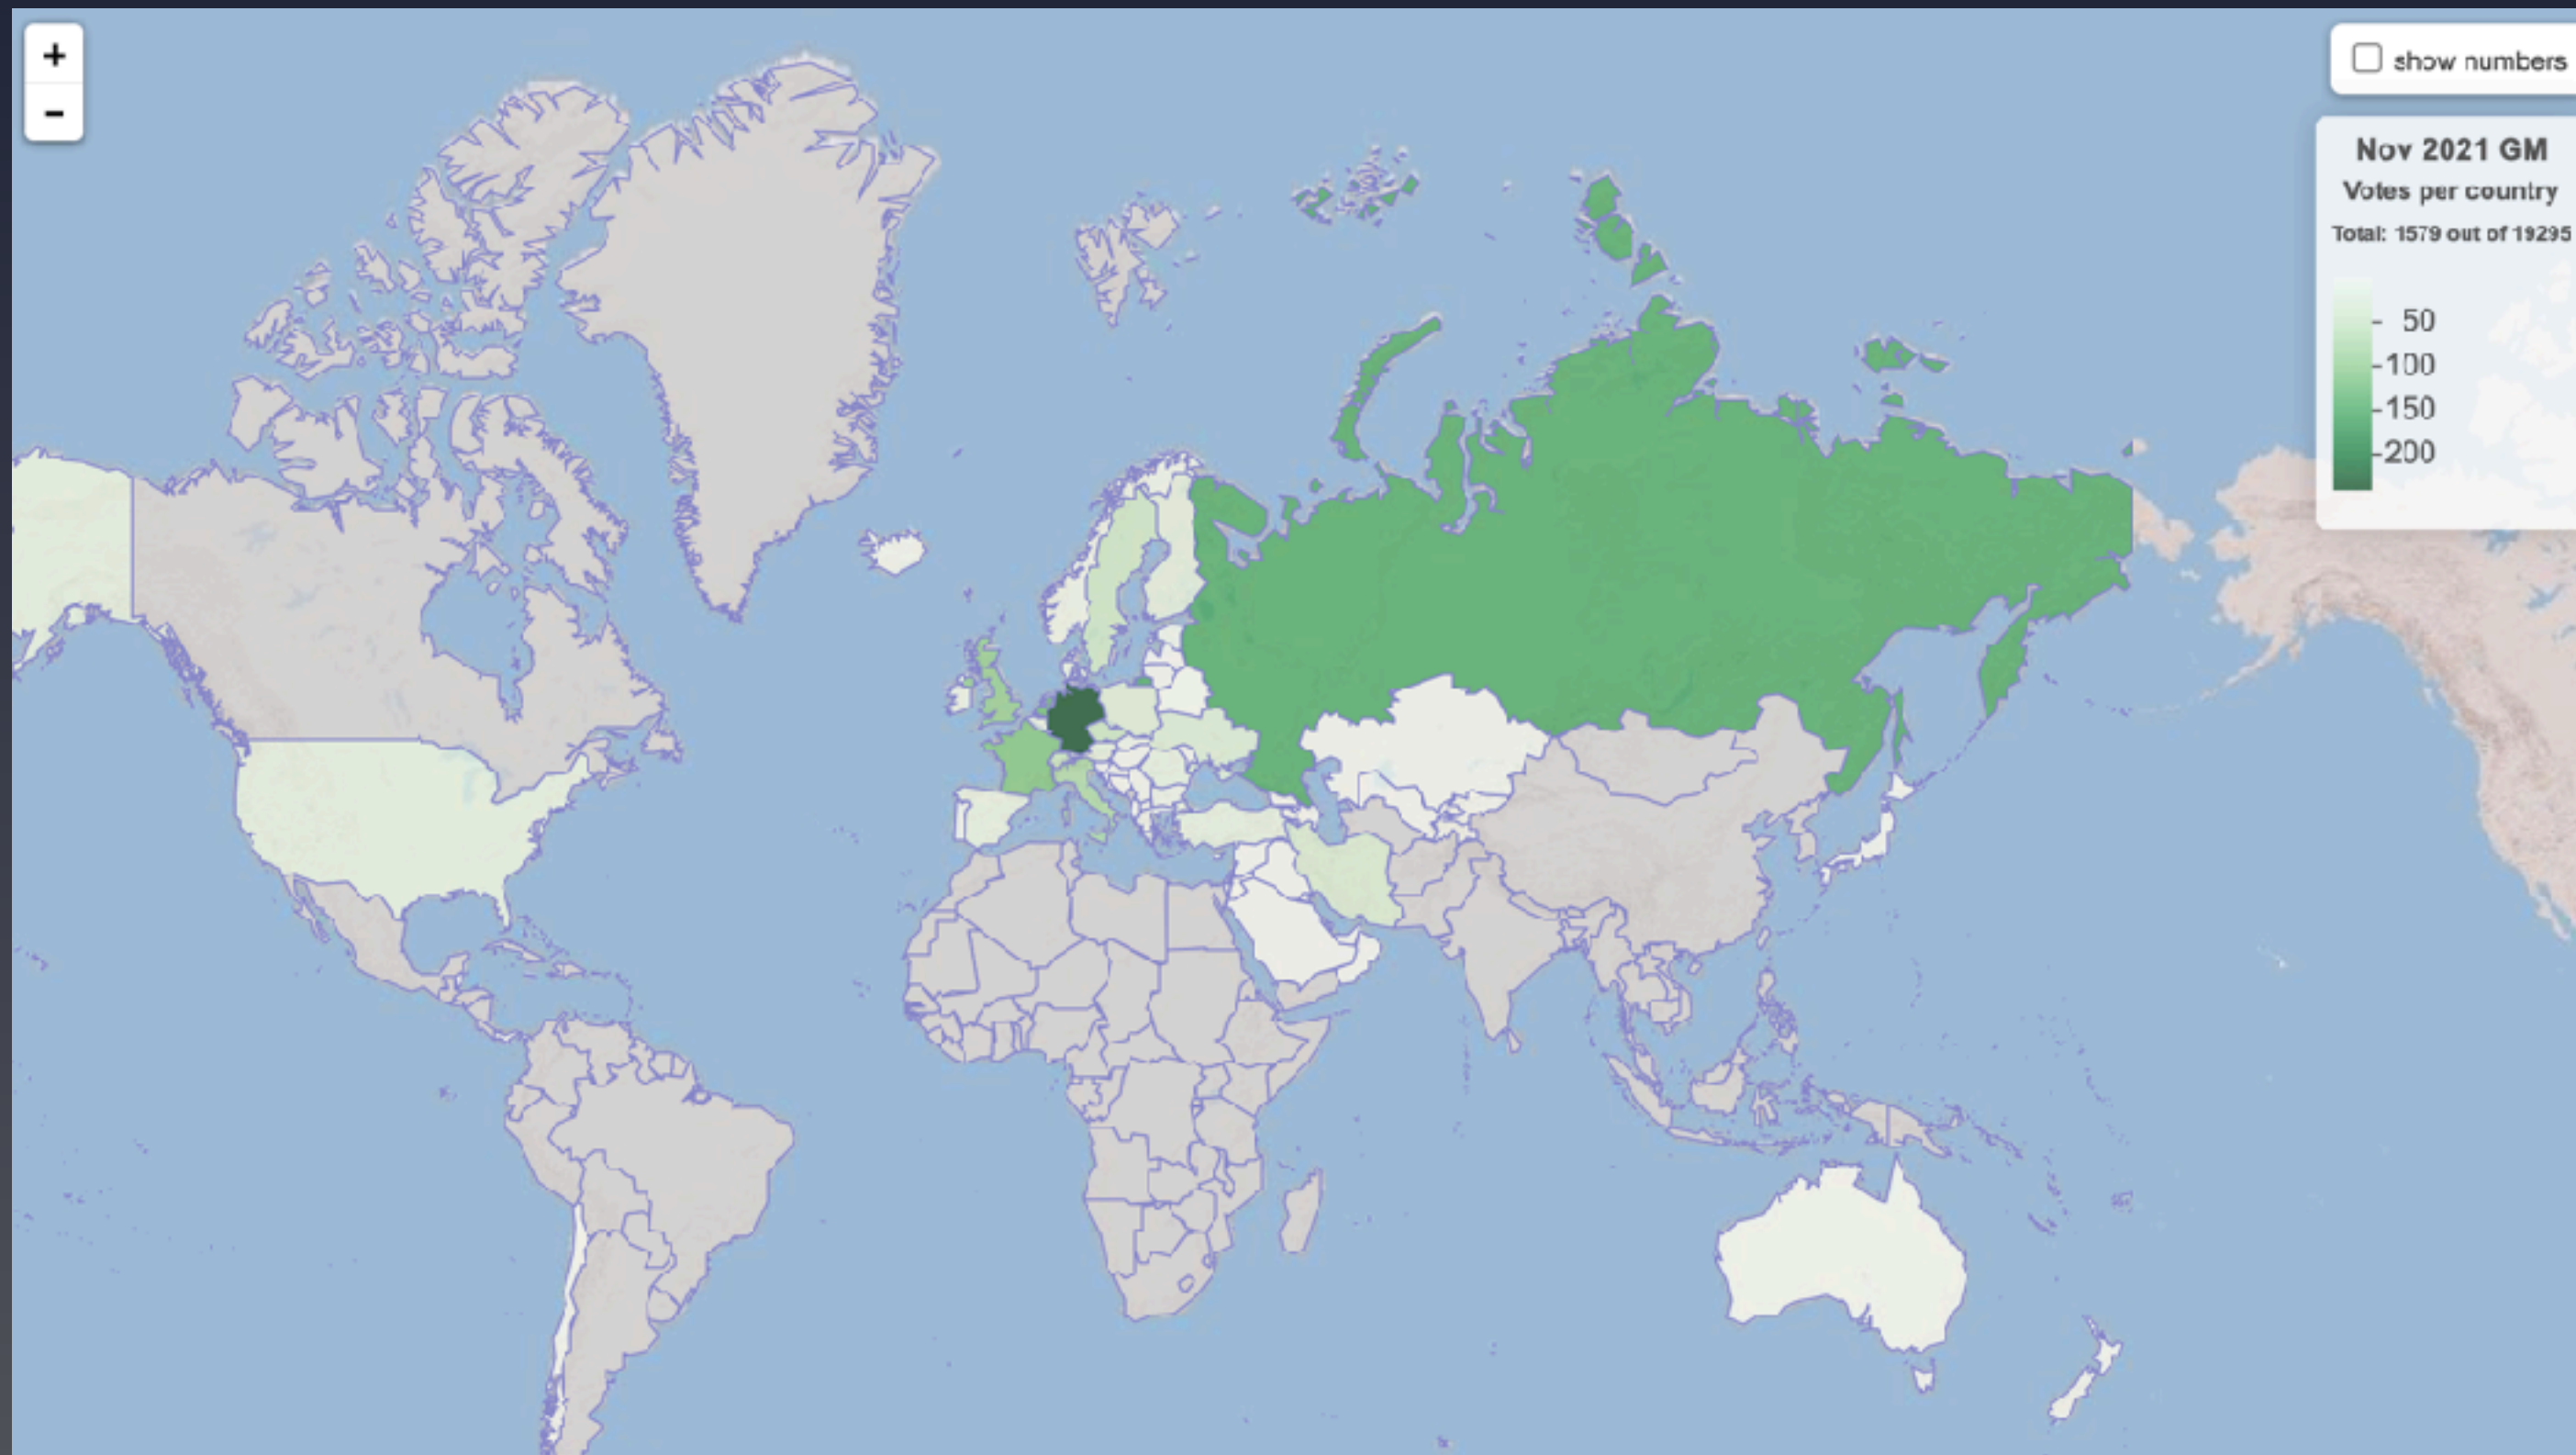 +
-
show numbers
Nov 2021 GM
Votes per country
Total: 1579 out of 19295
50
100
150
200